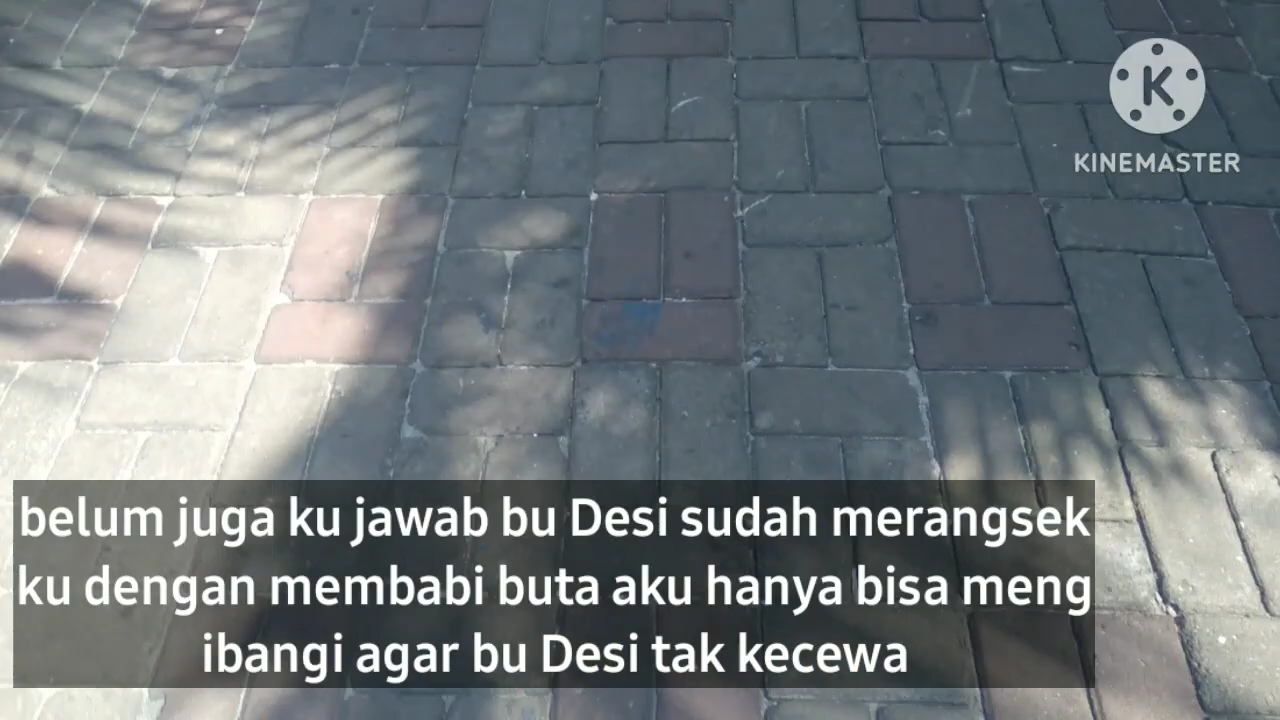 KINEMASTER
belum juga ku jawab bu Desi sudah merangsek
ku dengan membabi buta aku hanya bisa meng
ibangi agar bu Desi tak kecewa